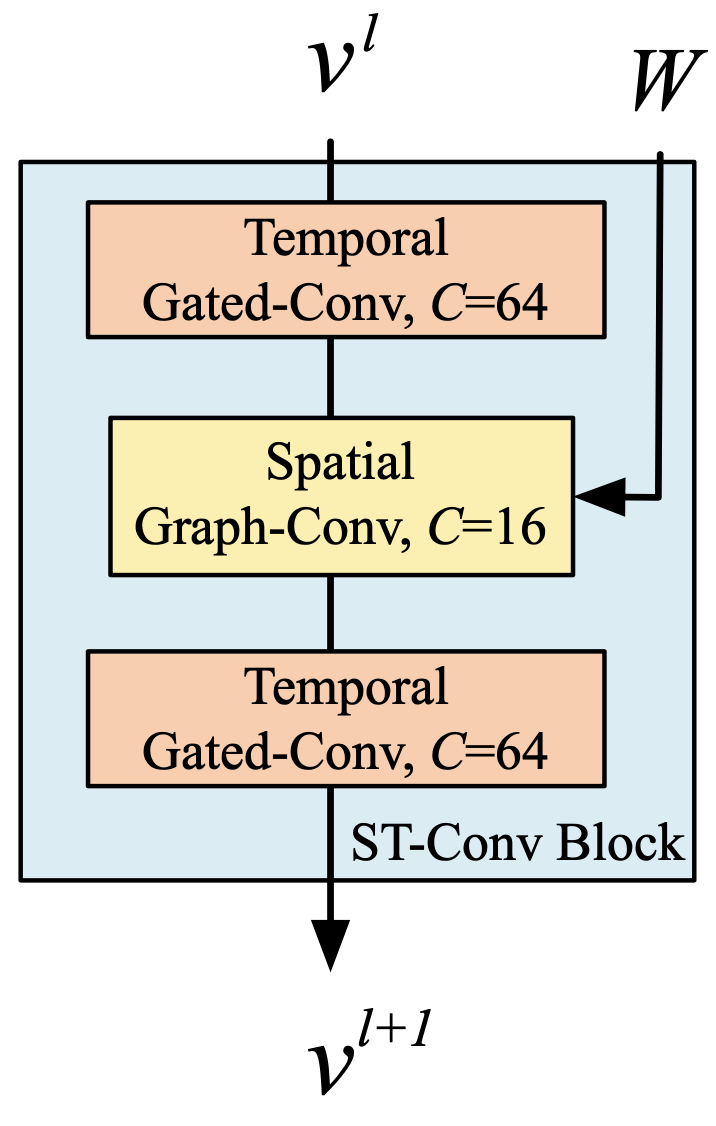 v^l
W
Temporal
Gated-Conv, C=64
Spatial
Graph-Conv, C=16
Temporal
Gated-Conv, C=64
ST-Conv Block
v^{l+1}